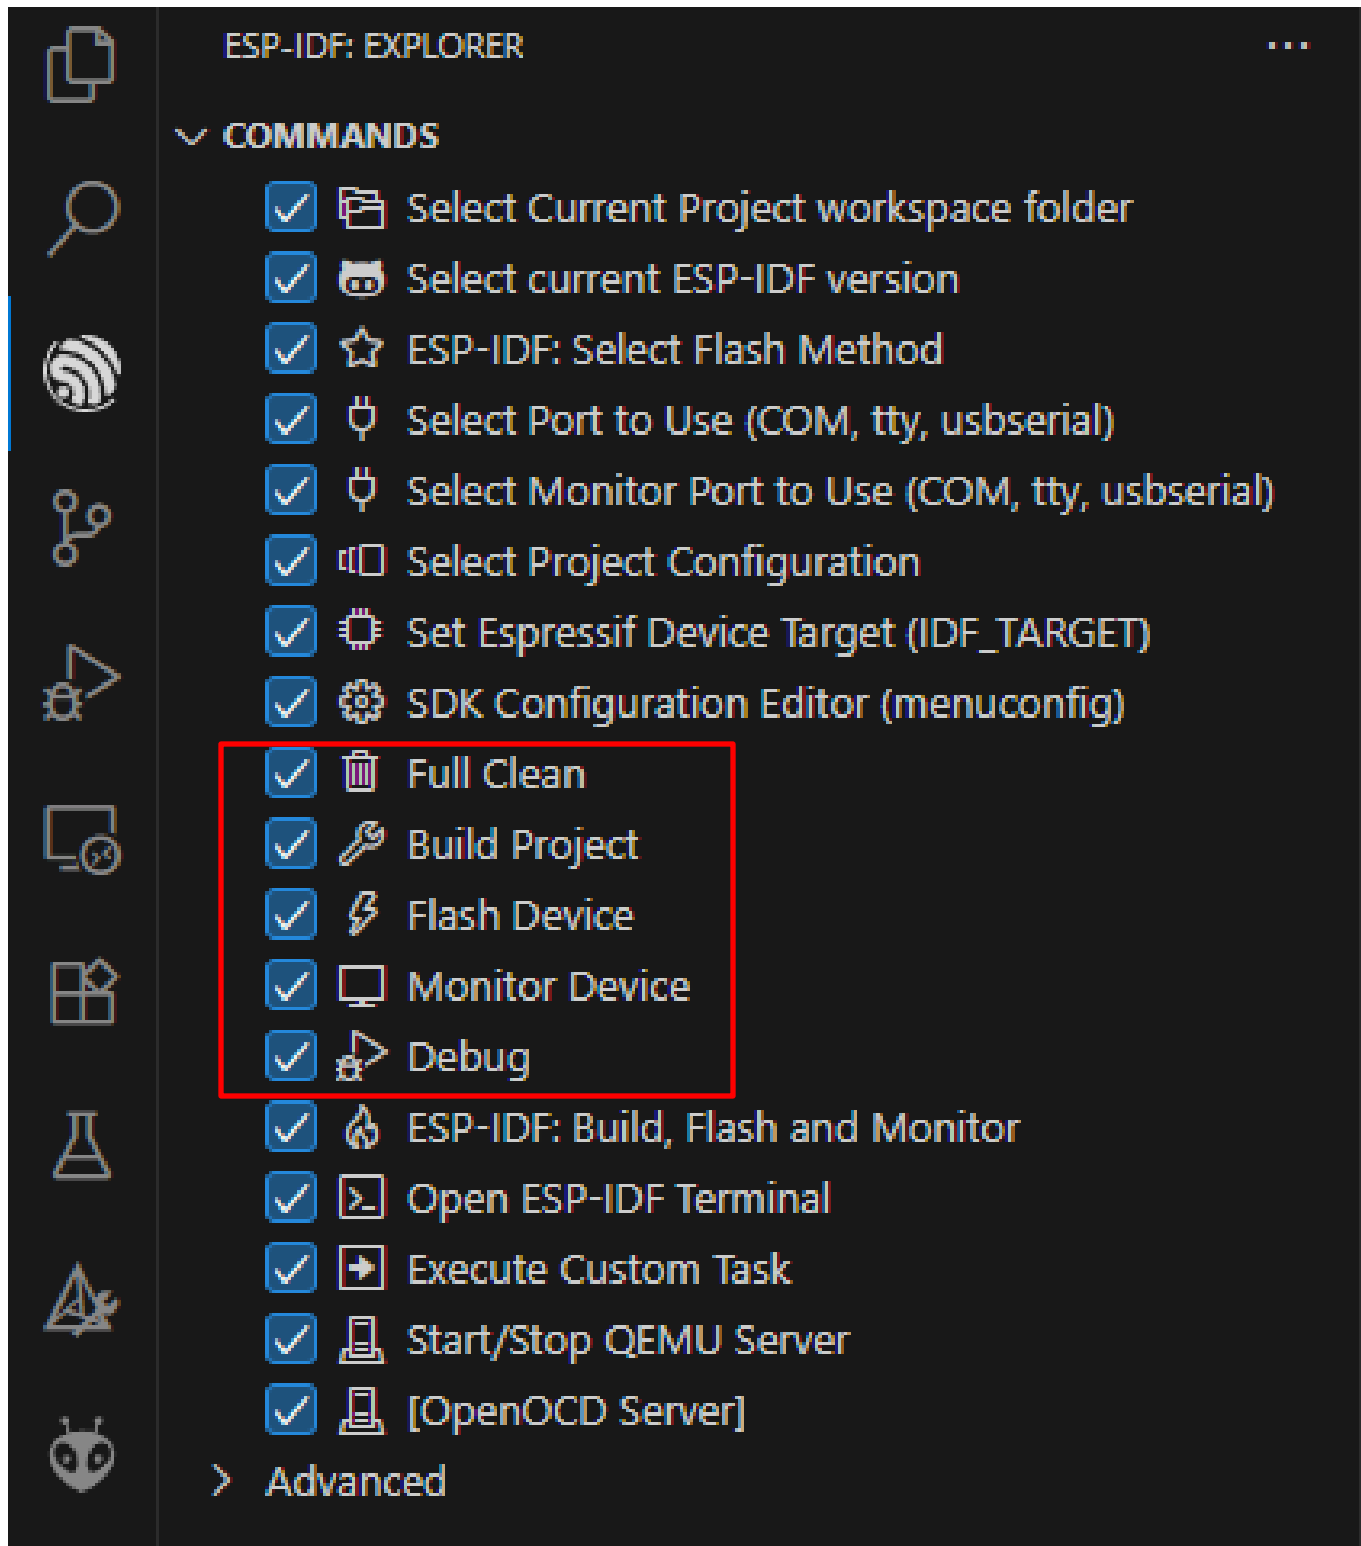 ESP-IDF: EXPLORER
COMMANDS
Select Current Project workspace folder
Select current ESP-IDF version
ESP-IDF: Select Flash Method
Select Port to Use (COM, tty, usbserial)
Select Monitor Port to Use (COM, tty, usbserial)
Select Project Configuration
Set Espressif Device Target (IDF_TARGET)
SDK Configuration Editor (menuconfig)
Full Clean
Build Project
Flash Device
Monitor Device
Debug
ESP-IDF: Build, Flash and Monitor
Open ESP-IDF Terminal
Execute Custom Task
Start/Stop QEMU Server
[OpenOCD Server]
Advanced